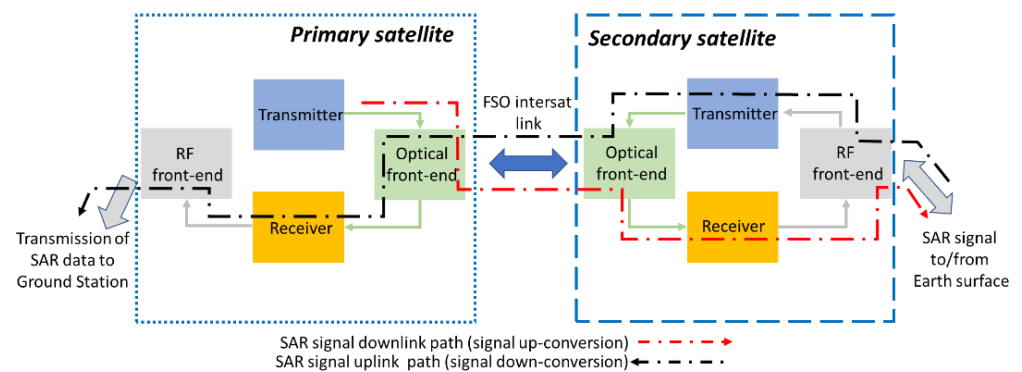 Primary satellite
Secondary satellite
Transmitter
FSO intersat
link
Transmitter
RF
front-end
Optical
front-end
Optical
front-end
RF
front-end
Receiver
Receiver
Transmission of
SAR data to
Ground Station
SAR signal
to/from
Earth surface
SAR signal downlink path (signal up-conversion)
SAR signal uplink path (signal down-conversion)